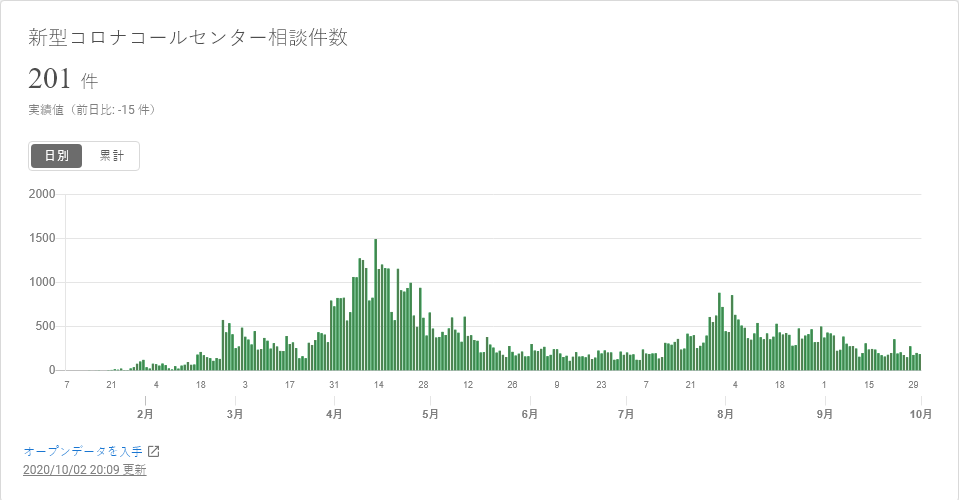 新型コロナコールセンター相談件数
201 件
実績値（前日比: -15 件）
日別 累計
2000
1500
1000
500
0
7 21 4 18 3 17 31 14 28 12 26 9 23 7 21 4 18 1 15 29
2月 3月 4月 5月 6月 7月 8月 9月 10月
オープンデータを入手
2020/10/02 20:09 更新